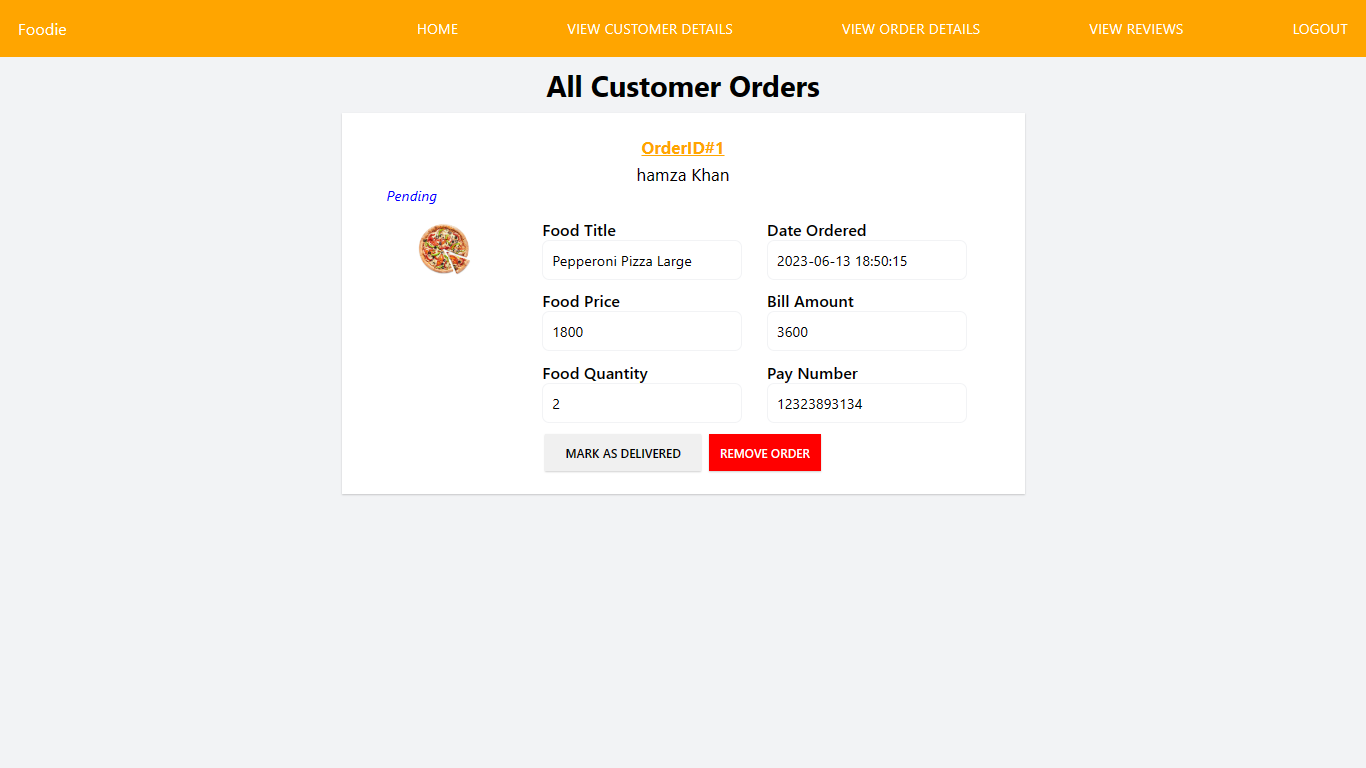 Foodie HOME VIEW CUSTOMER DETAILS VIEW ORDER DETAILS VIEW REVIEWS LOGOUT
All Customer Orders
OrderID#1
hamza Khan
Pending
Food Title Date Ordered
Pepperoni Pizza Large 2023-06-13 18:50:15
Food Price Bill Amount
1800 3600
Food Quantity Pay Number
2 12323893134
MARK AS DELIVERED REMOVE ORDER